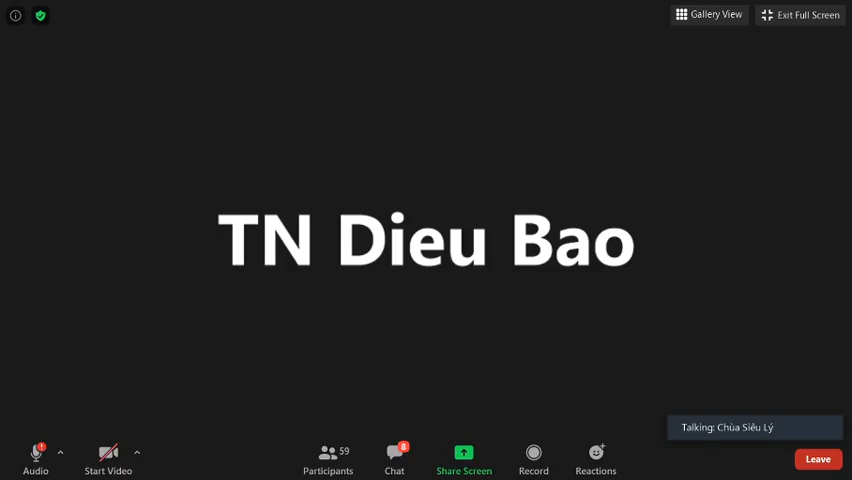 Gallery View
Exit Full Screen
TN Dieu Bao
Talking: Chùa Siêu Lý
Audio
Start Video
59
Participants
8
Chat
Share Screen
Record
Reactions
Leave